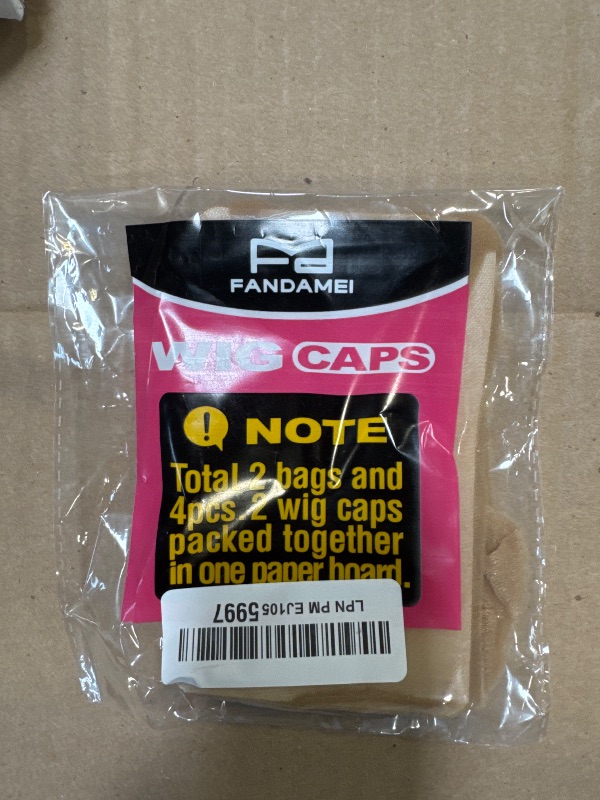 Fd
FANDAMEI
WIG CAPS
! NOTE
Total 2 bags and
4pcs. 2 wig caps
packed together
in one paper board.
LPN PM EJ105 5997